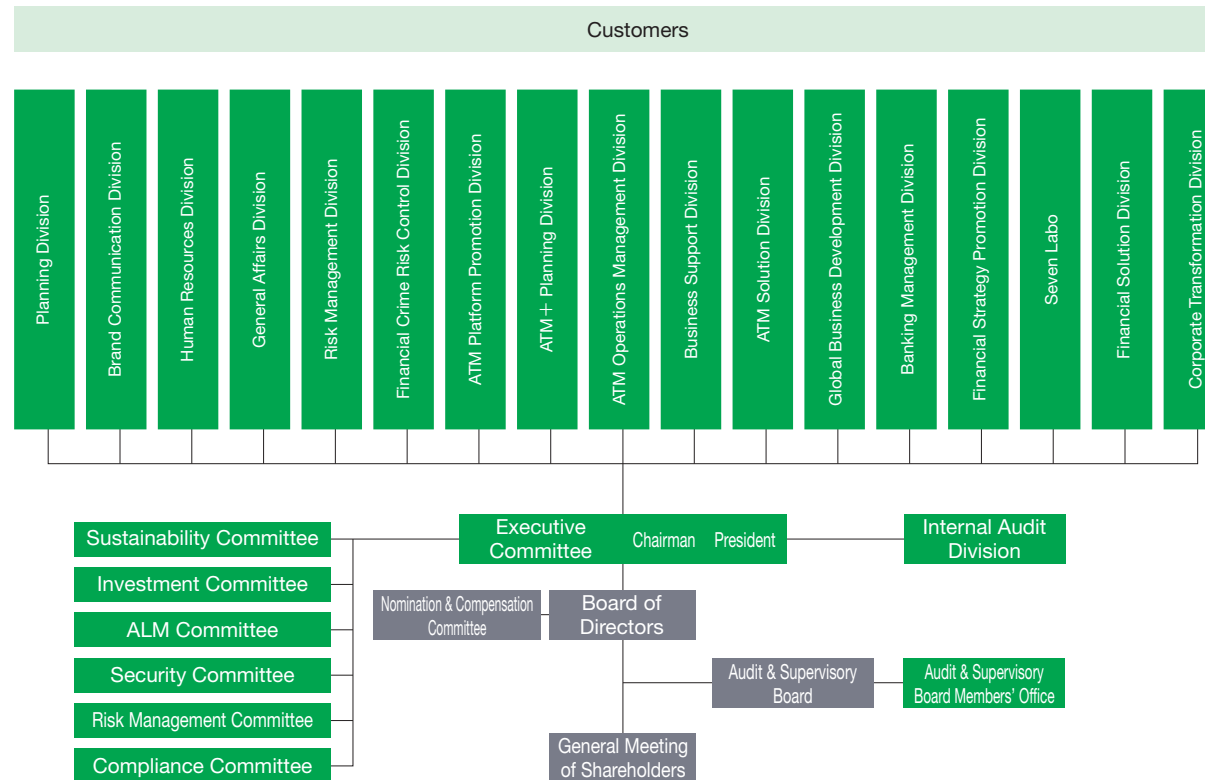 Customers
Planning Division
Brand Communication Division
Human Resources Division
General Affairs Division
Risk Management Division
Financial Crime Risk Control Division
ATM Platform Promotion Division
ATM＋Planning Division
ATM Operations Management Division
Business Support Division
ATM Solution Division
Global Business Development Division
Banking Management Division
Financial Strategy Promotion Division
Seven Labo
Financial Solution Division
Corporate Transformation Division
Sustainability Committee
Investment Committee
ALM Committee
Security Committee
Risk Management Committee
Compliance Committee
Executive
Committee
Chairman
President
Internal Audit
Division
Nomination & Compensation
Committee
Board of
Directors
Audit & Supervisory
Board
Audit & Supervisory
Board Members’ Office
General Meeting
of Shareholders